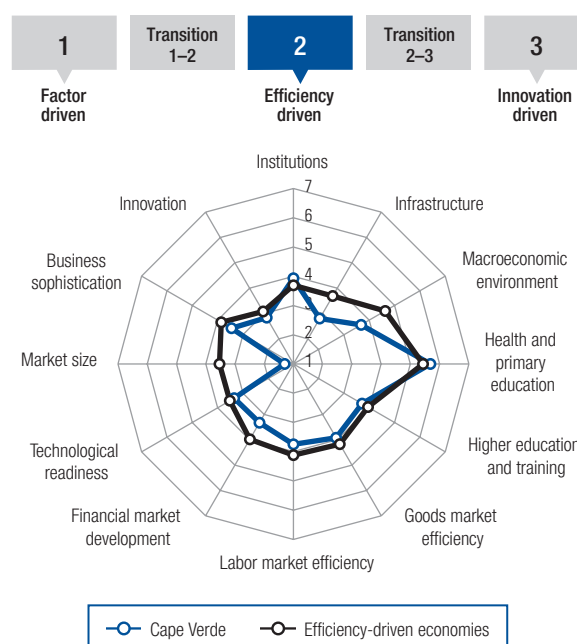 1
Transition
1–2
2
Transition
2–3
3
Factor
driven
Efficiency
driven
Innovation
driven
Institutions
7
Innovation
Infrastructure
6
5
Business
sophistication
Macroeconomic
environment
4
3
2
Market size
1
Health and
primary
education
Technological
readiness
Higher education
and training
Financial market
development
Goods market
efficiency
Labor market efficiency
Cape Verde
Efficiency-driven economies